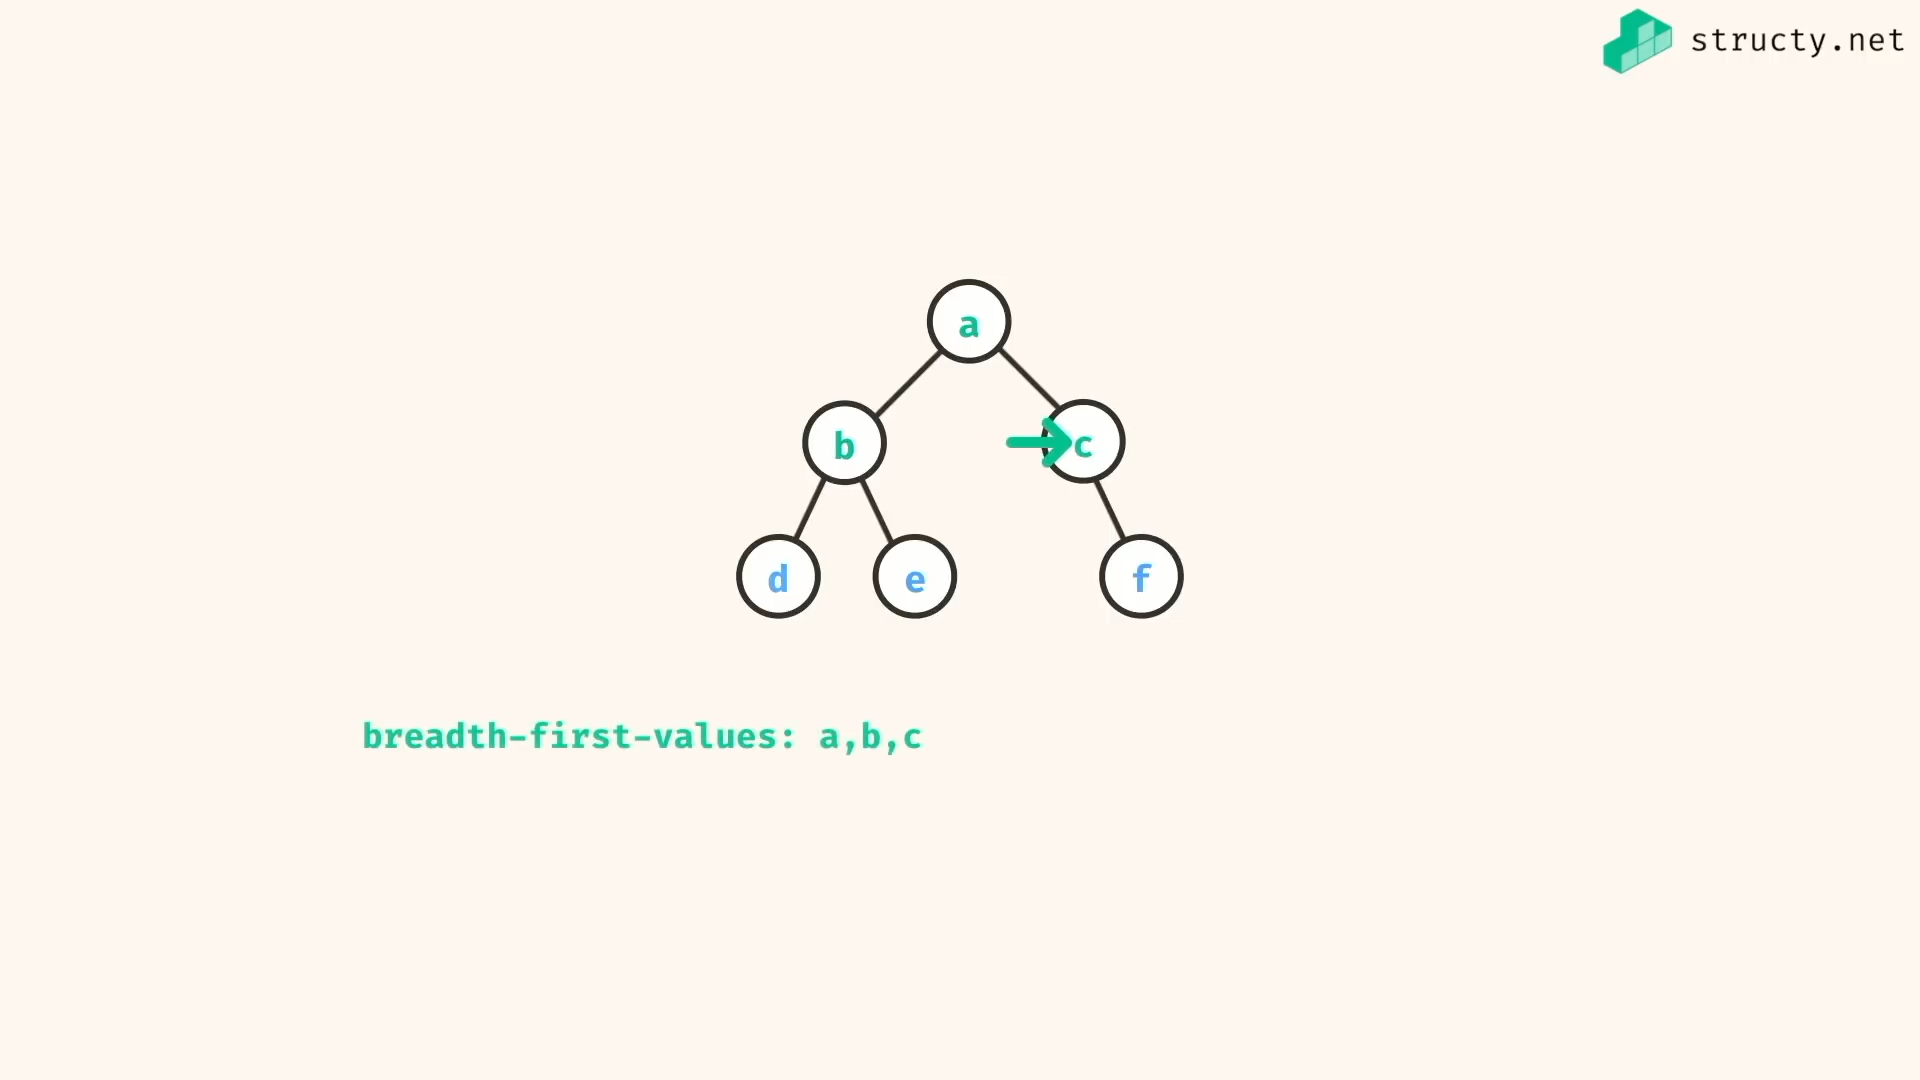 structy.net
a
b
c
d
e
f
breadth-first-values: a,b,c